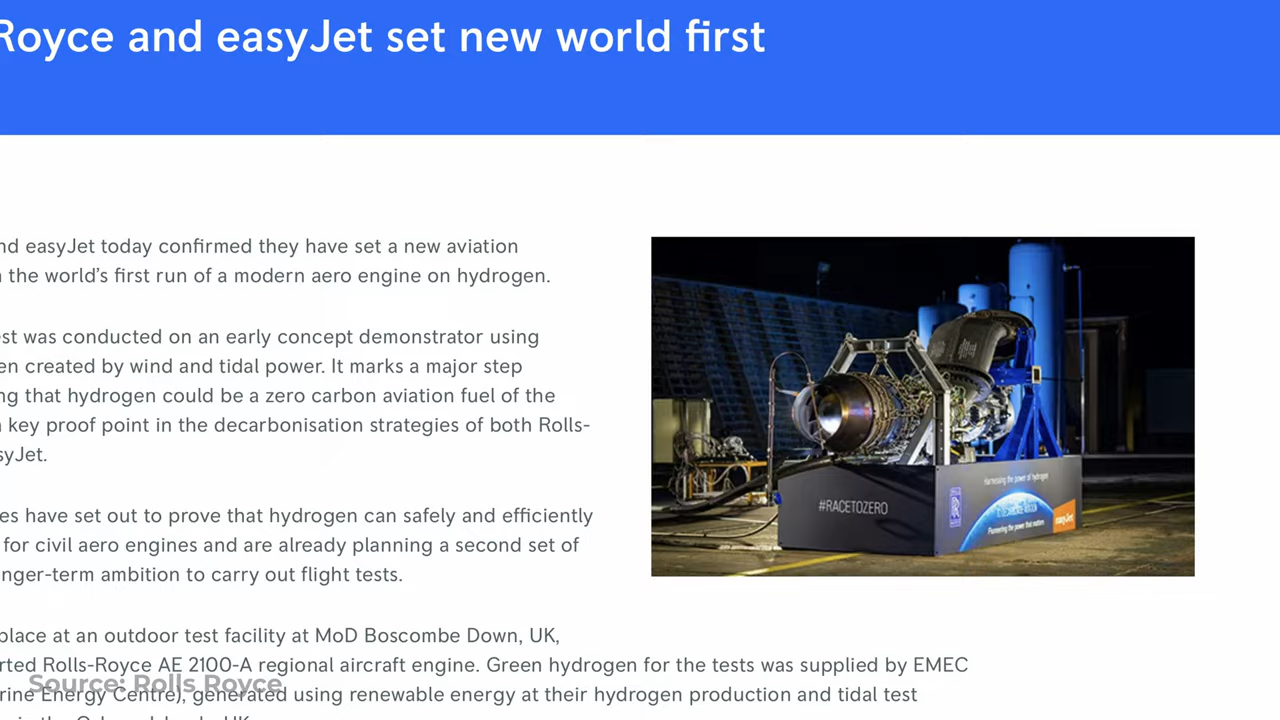 Royce and easyJet set new world first
nd easyJet today confirmed they have set a new aviation
the world's first run of a modern aero engine on hydrogen.
st was conducted on an early concept demonstrator using
en created by wind and tidal power. It marks a major step
ng that hydrogen could be a zero carbon aviation fuel of the
key proof point in the decarbonisation strategies of both Rolls-
syJet.
es have set out to prove that hydrogen can safely and efficiently
for civil aero engines and are already planning a second set of
nger-term ambition to carry out flight tests.
#RACETOZERO
Harnessing the power of hydrogen
Pioneering the power that matters
easyJet
place at an outdoor test facility at MoD Boscombe Down, UK,
rted Rolls-Royce AE 2100-A regional aircraft engine. Green hydrogen for the tests was supplied by EMEC
rine Energy Centre), generated using renewable energy at their hydrogen production and tidal test
Source: Rolls Royce